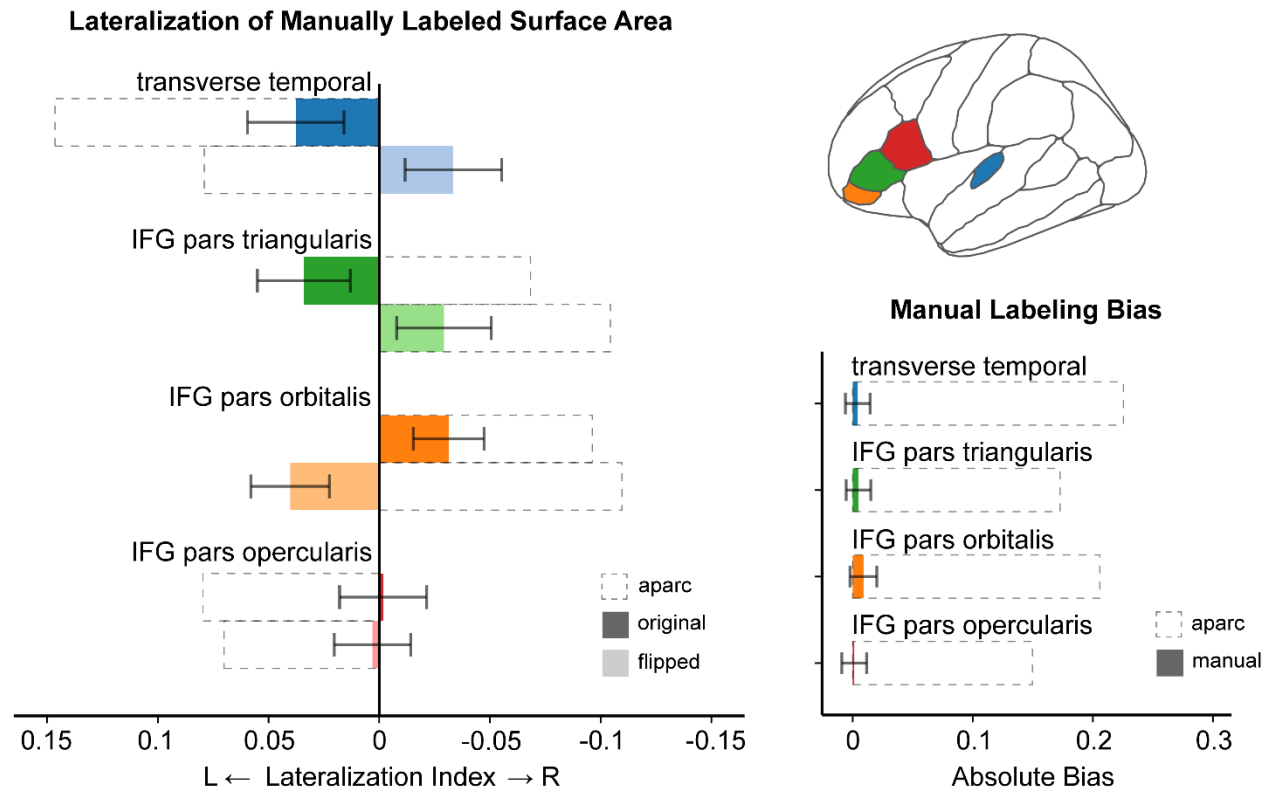 Lateralization of Manually Labeled Surface Area
transverse temporal
IFG pars triangularis
IFG pars orbitalis
IFG pars opercularis
aparc
original
flipped
0.15 0.1 0.05 0 -0.05 -0.1 -0.15
L ← Lateralization Index → R
Manual Labeling Bias
transverse temporal
IFG pars triangularis
IFG pars orbitalis
IFG pars opercularis
aparc
manual
0 0.1 0.2 0.3
Absolute Bias